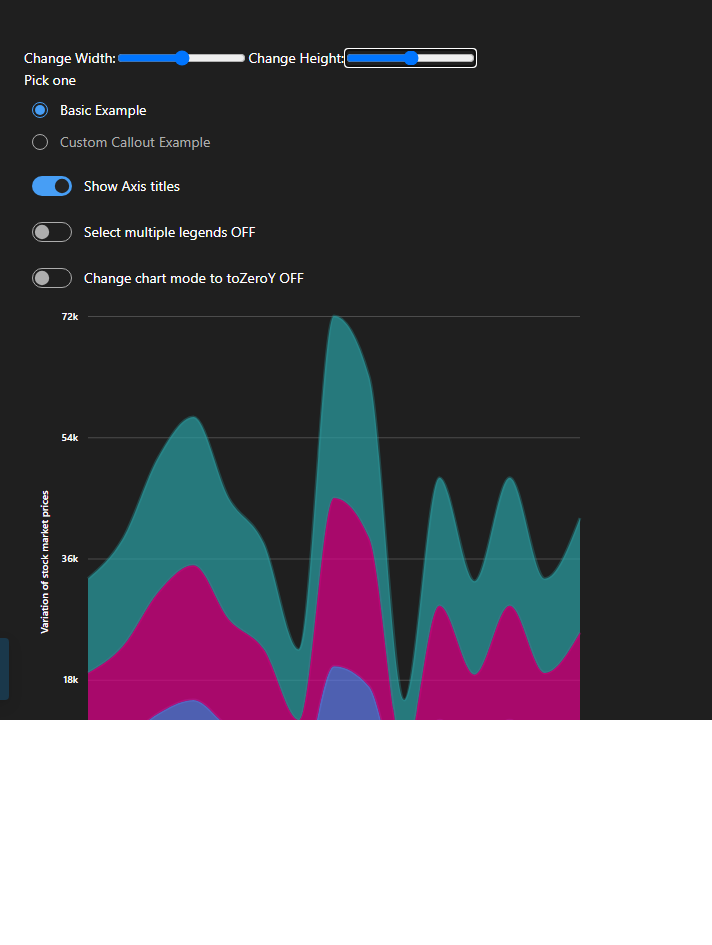 Change Width: Change Height:
Pick one
Basic Example
Custom Callout Example
Show Axis titles
Select multiple legends OFF
Change chart mode to toZeroY OFF
72k
54k
Variation of stock market prices
36k
18k